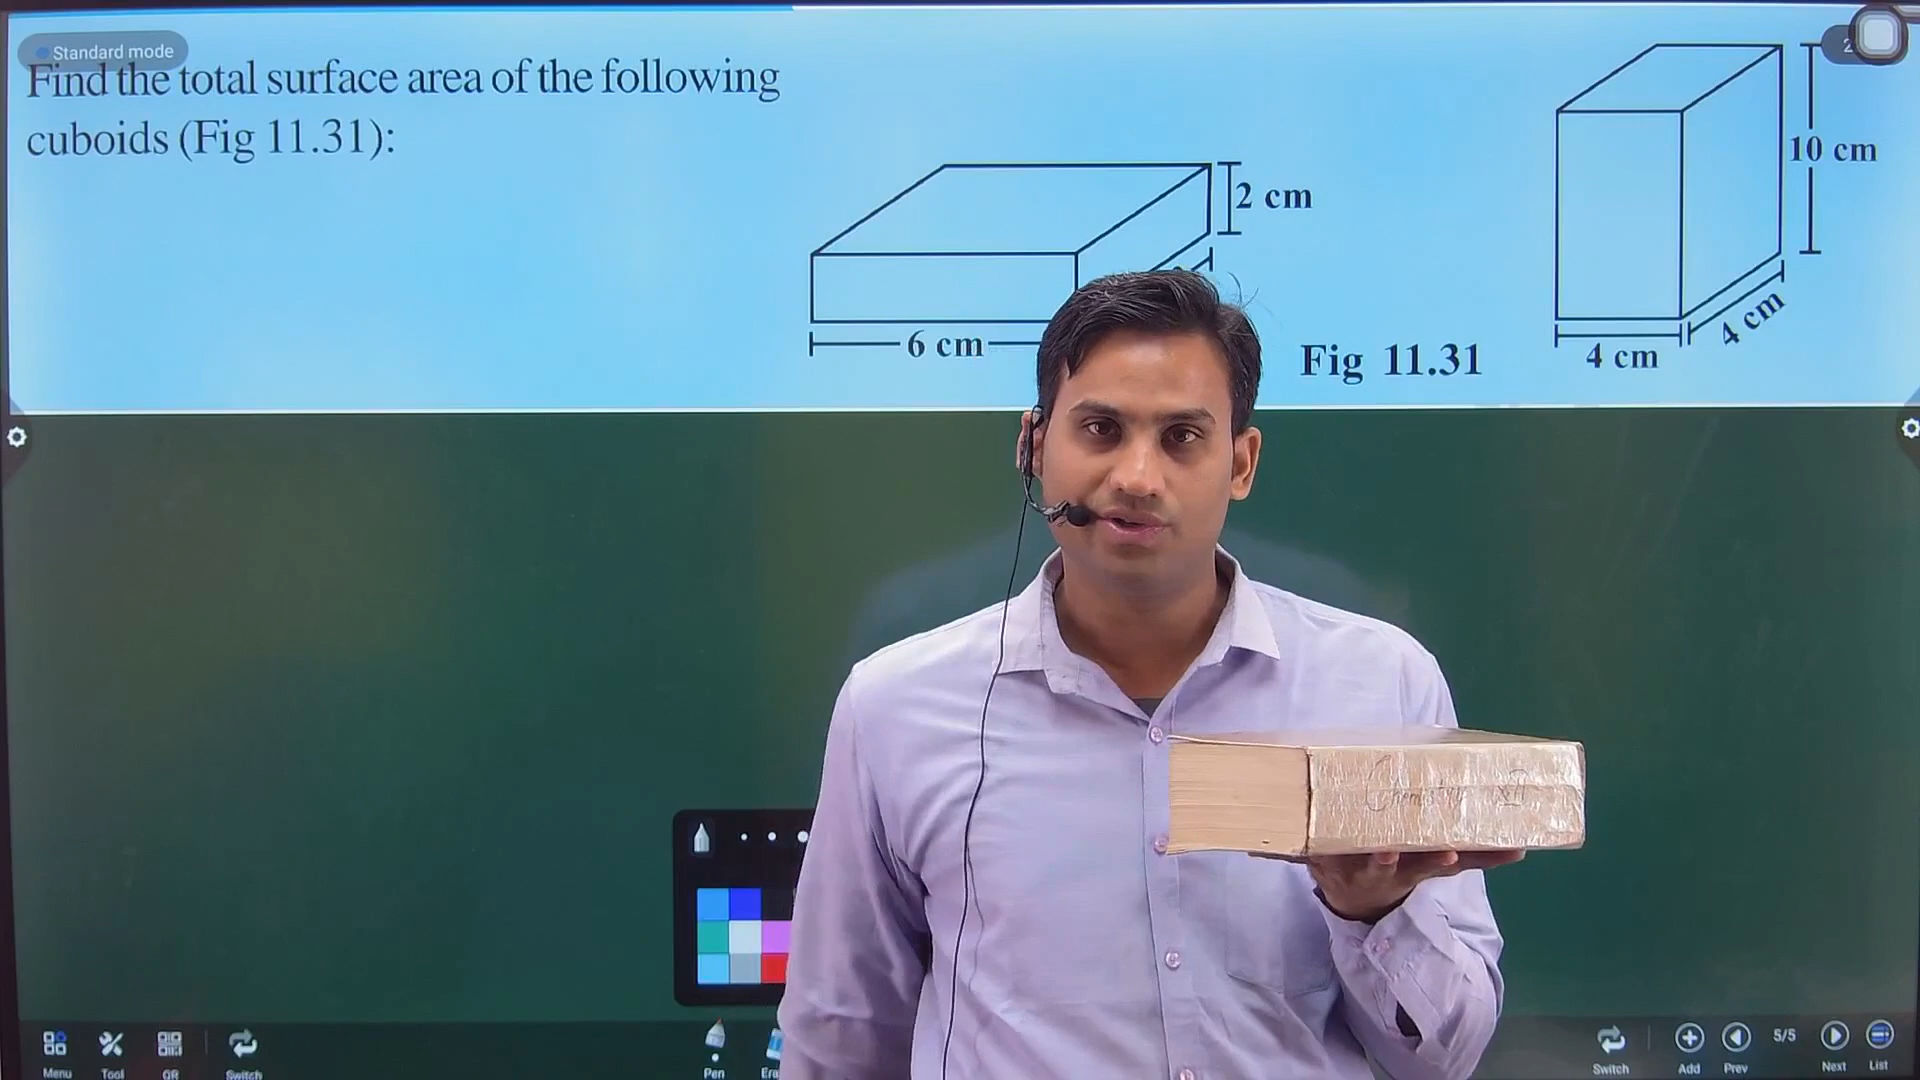 Standard mode
Find the total surface area of the following
cuboids (Fig 11.31):
2 cm
6 cm
Fig 11.31
10 cm
4 cm
4 cm
Chemistry XII
Menu
Tool
QR
Switch
Pen
Switch
Add
Prev
5/5
Next
List